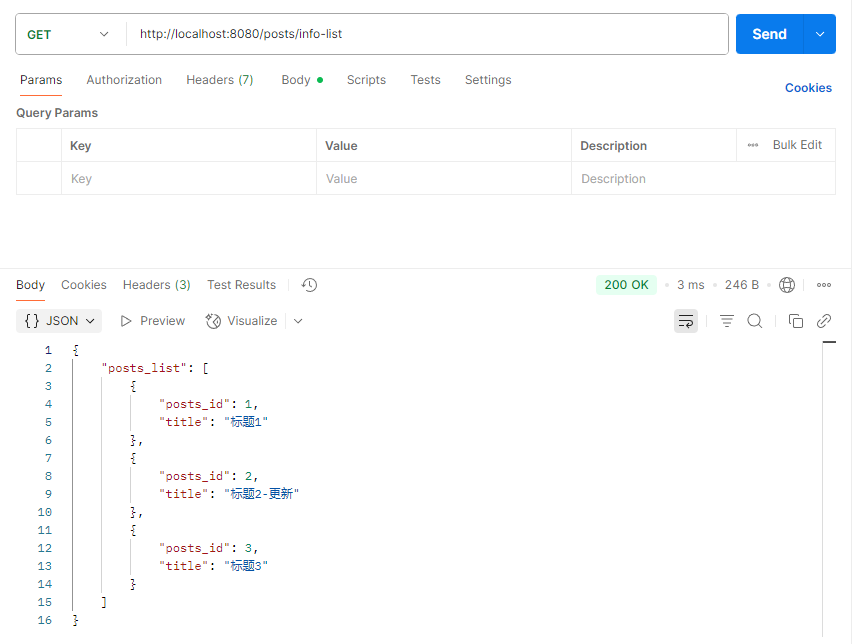 GET http://localhost:8080/posts/info-list Send
Params Authorization Headers (7) Body Scripts Tests Settings Cookies
Query Params
Key Value Description Bulk Edit
Key Value Description
Body Cookies Headers (3) Test Results 200 OK 3 ms 246 B
{} JSON Preview Visualize
1 {
2 "posts_list": [
3 {
4 "posts_id": 1,
5 "title": "标题1"
6 },
7 {
8 "posts_id": 2,
9 "title": "标题2-更新"
10 },
11 {
12 "posts_id": 3,
13 "title": "标题3"
14 }
15 ]
16 }